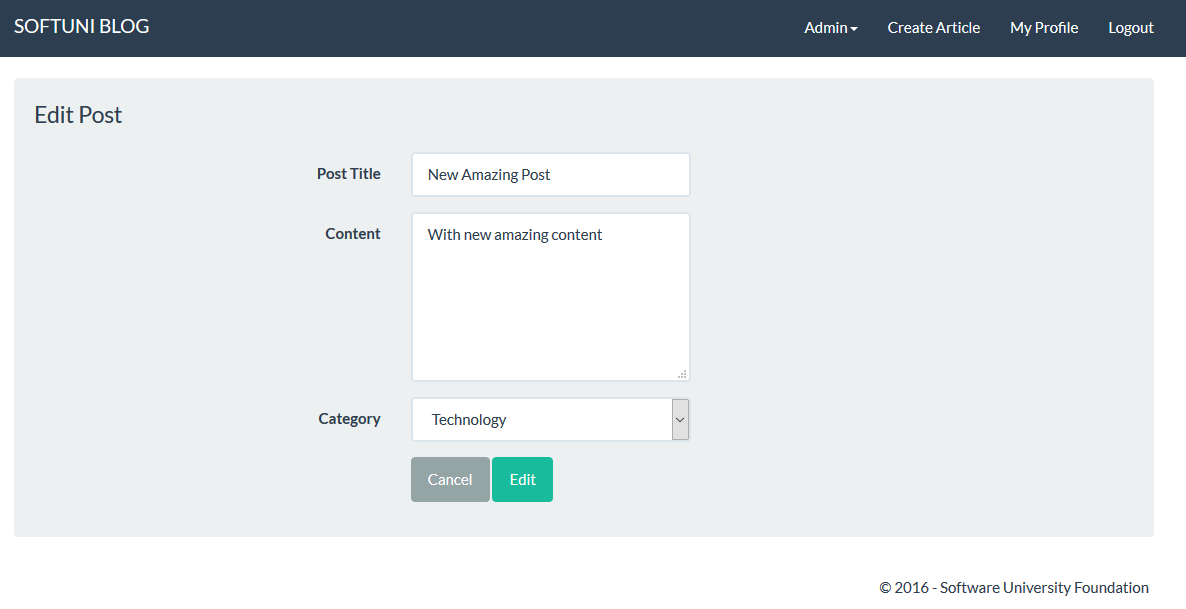 SOFTUNI BLOG Admin Create Article My Profile Logout
Edit Post
Post Title New Amazing Post
Content With new amazing content
Category Technology
Cancel Edit
© 2016 - Software University Foundation